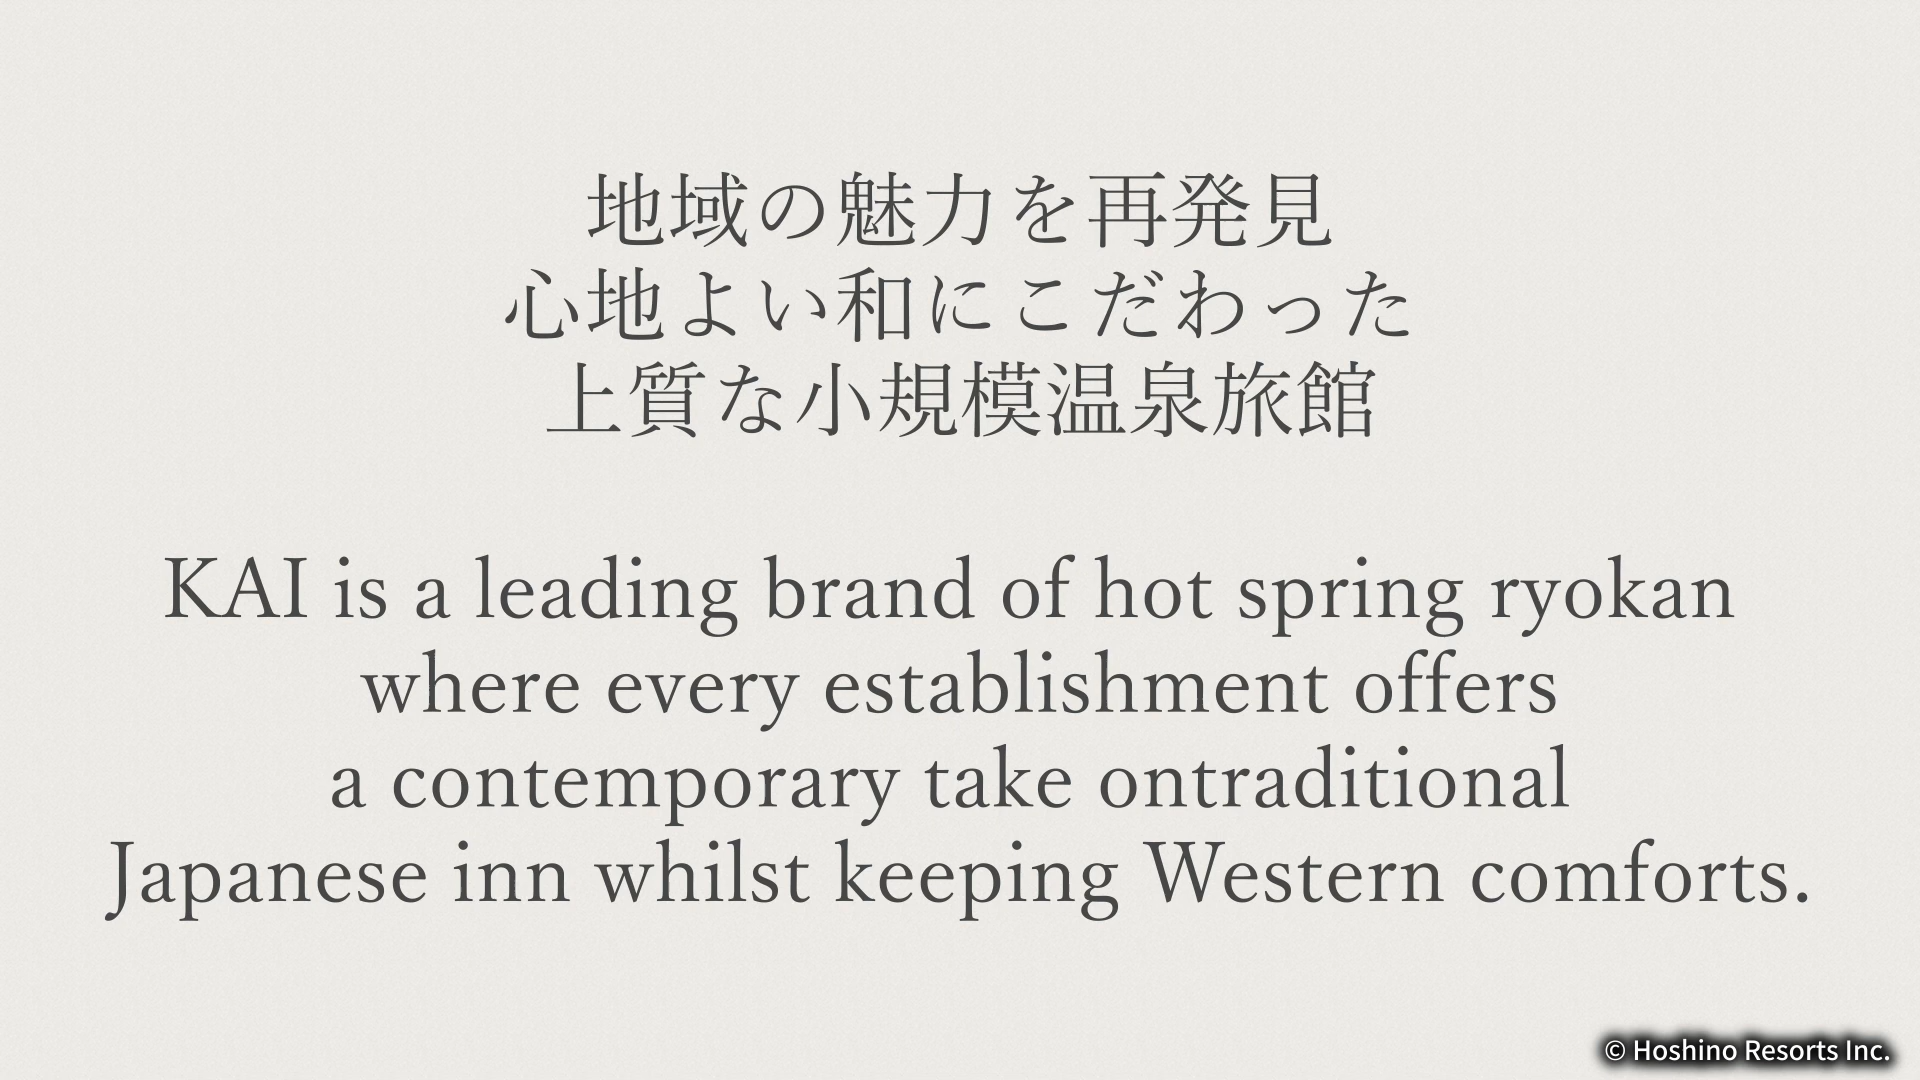 地域の魅力を再発見
心地よい和にこだわった
上質な小規模温泉旅館
KAI is a leading brand of hot spring ryokan
where every establishment offers
a contemporary take ontraditional
Japanese inn whilst keeping Western comforts.
© Hoshino Resorts Inc.